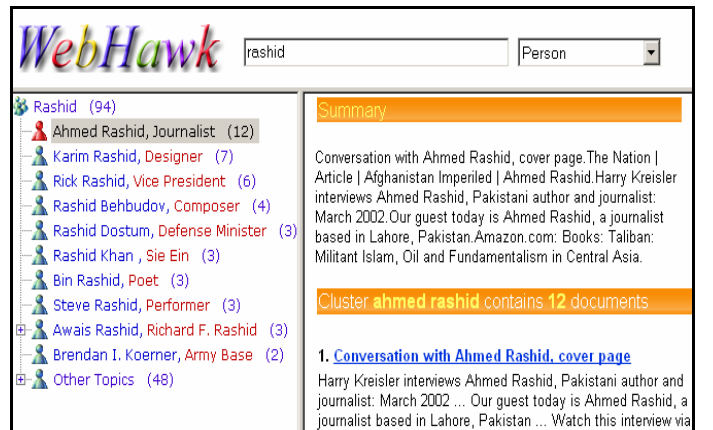 WebHawk rashid Person
Rashid (94)
Ahmed Rashid, Journalist (12)
Karim Rashid, Designer (7)
Rick Rashid, Vice President (6)
Rashid Behbudov, Composer (4)
Rashid Dostum, Defense Minister (3)
Rashid Khan , Sie Ein (3)
Bin Rashid, Poet (3)
Steve Rashid, Performer (3)
Awais Rashid, Richard F. Rashid (3)
Brendan I. Koerner, Army Base (2)
Other Topics (48)
Summary
Conversation with Ahmed Rashid, cover page.The Nation |
Article | Afghanistan Imperiled | Ahmed Rashid.Harry Kreisler
interviews Ahmed Rashid, Pakistani author and journalist:
March 2002.Our guest today is Ahmed Rashid, a journalist
based in Lahore, Pakistan.Amazon.com: Books: Taliban:
Militant Islam, Oil and Fundamentalism in Central Asia.
Cluster ahmed rashid contains 12 documents
1. Conversation with Ahmed Rashid, cover page
Harry Kreisler interviews Ahmed Rashid, Pakistani author and
journalist: March 2002 ... Our guest today is Ahmed Rashid, a
journalist based in Lahore, Pakistan ... Watch this interview via